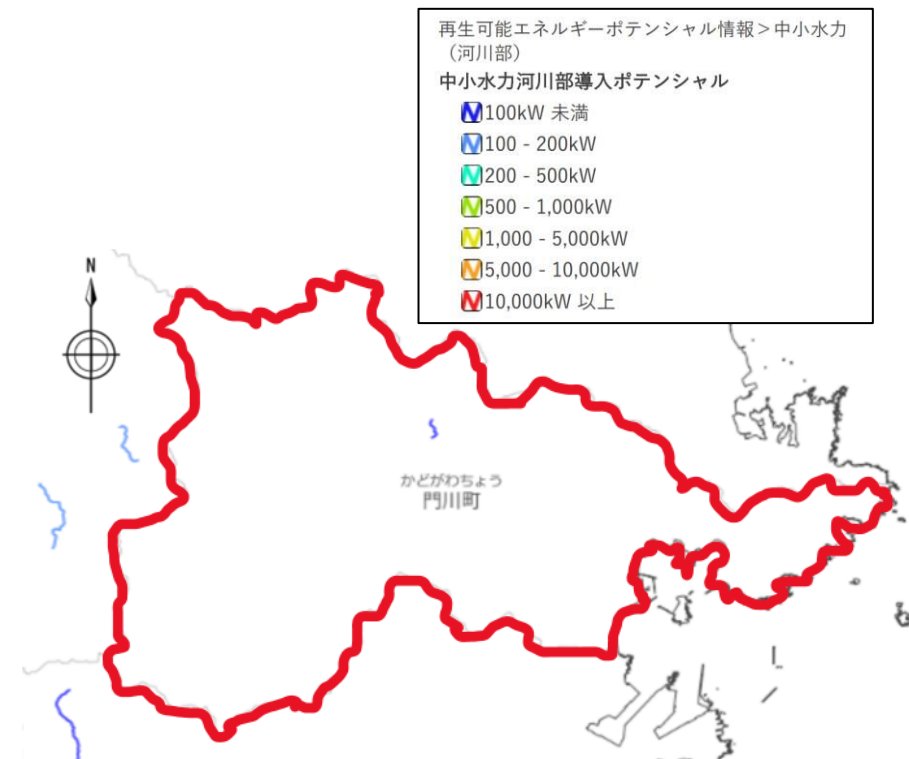 再生可能エネルギーポテンシャル情報＞中小水力
（河川部）
中小水力河川部導入ポテンシャル
100kW 未満
100 - 200kW
200 - 500kW
500 - 1,000kW
1,000 - 5,000kW
5,000 - 10,000kW
10,000kW 以上
N
かどがわちょう
門川町